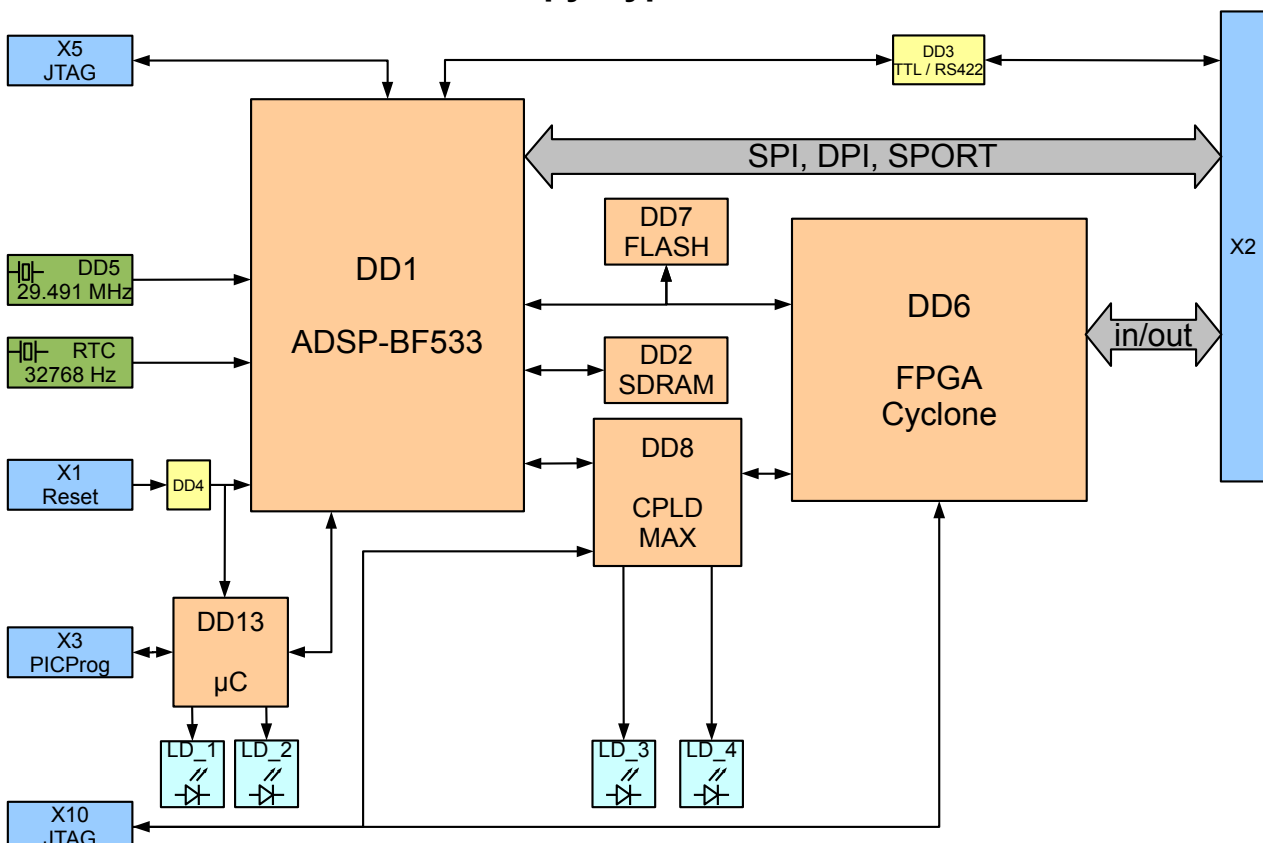 X5
JTAG
DD3
TTL / RS422
SPI, DPI, SPORT
DD7
FLASH
X2
DD1
ADSP-BF533
DD5
29.491 MHz
DD6
FPGA
Cyclone
in/out
RTC
32768 Hz
DD2
SDRAM
DD8
CPLD
MAX
X1
Reset
DD4
DD13
µC
X3
PICProg
LD_1
LD_2
LD_3
LD_4
X10
JTAG